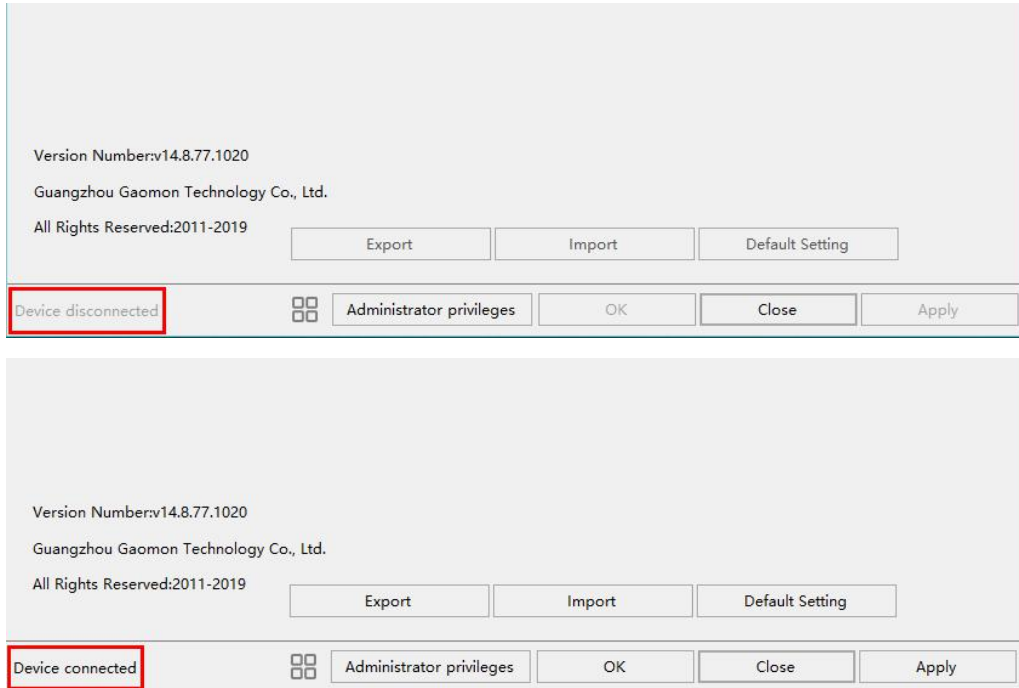 Version Number:v14.8.77.1020
Guangzhou Gaomon Technology Co., Ltd.
All Rights Reserved:2011-2019
Export Import Default Setting
Device disconnected Administrator privileges OK Close Apply
Version Number:v14.8.77.1020
Guangzhou Gaomon Technology Co., Ltd.
All Rights Reserved:2011-2019
Export Import Default Setting
Device connected Administrator privileges OK Close Apply